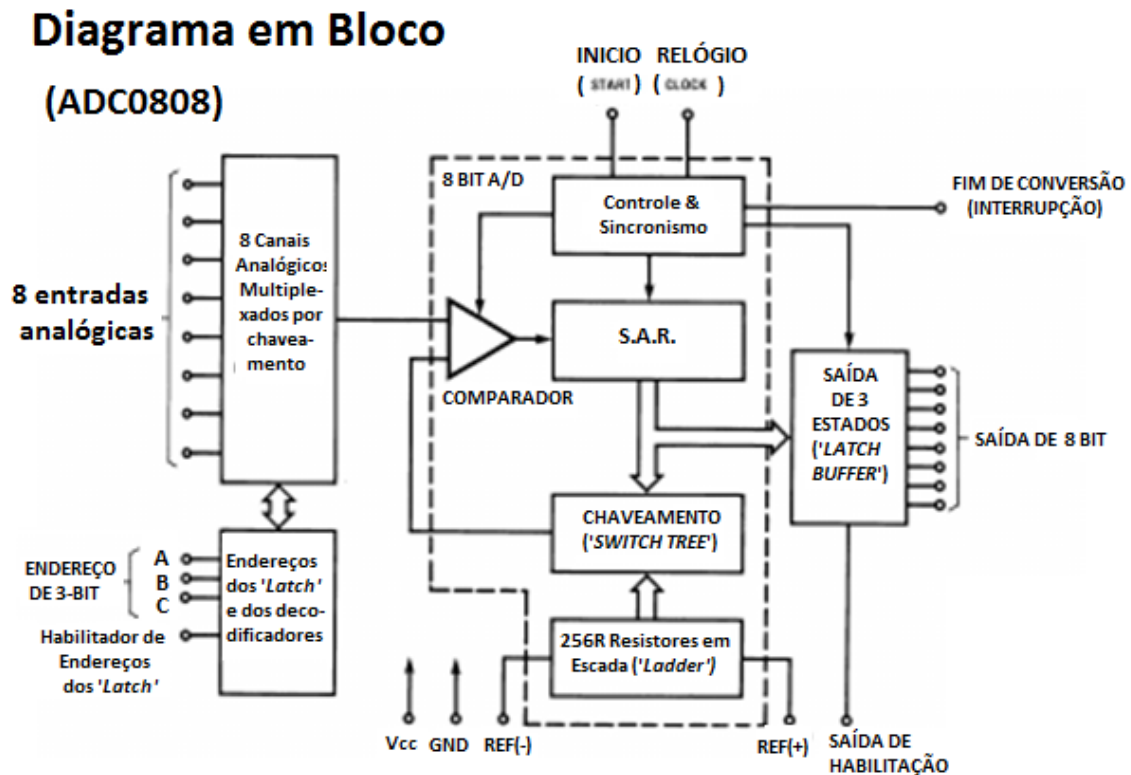 Diagrama em Bloco
(ADC0808)
INICIO RELÓGIO
( START ) ( CLOCK )
8 BIT A/D
Controle &
Sincronismo
FIM DE CONVERSÃO
(INTERRUPÇÃO)
8 entradas
analógicas
8 Canais
Analógicos
Multiple-
xados por
chavea-
mento
S.A.R.
COMPARADOR
SAÍDA
DE 3
ESTADOS
('LATCH
BUFFER')
SAÍDA DE 8 BIT
CHAVEAMENTO
('SWITCH TREE')
ENDEREÇO
DE 3-BIT
A
B
C
Endereços
dos 'Latch'
e dos deco-
dificadores
Habilitador de
Endereços
dos 'Latch'
256R Resistores em
Escada ('Ladder')
Vcc GND REF(-)
REF(+)
SAÍDA DE
HABILITAÇÃO